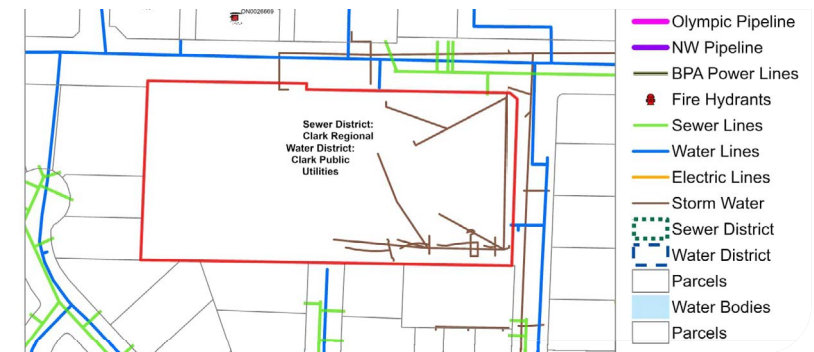 DN0026669
Sewer District:
Clark Regional
Water District:
Clark Public
Utilities
Olympic Pipeline
NW Pipeline
BPA Power Lines
Fire Hydrants
Sewer Lines
Water Lines
Electric Lines
Storm Water
Sewer District
Water District
Parcels
Water Bodies
Parcels